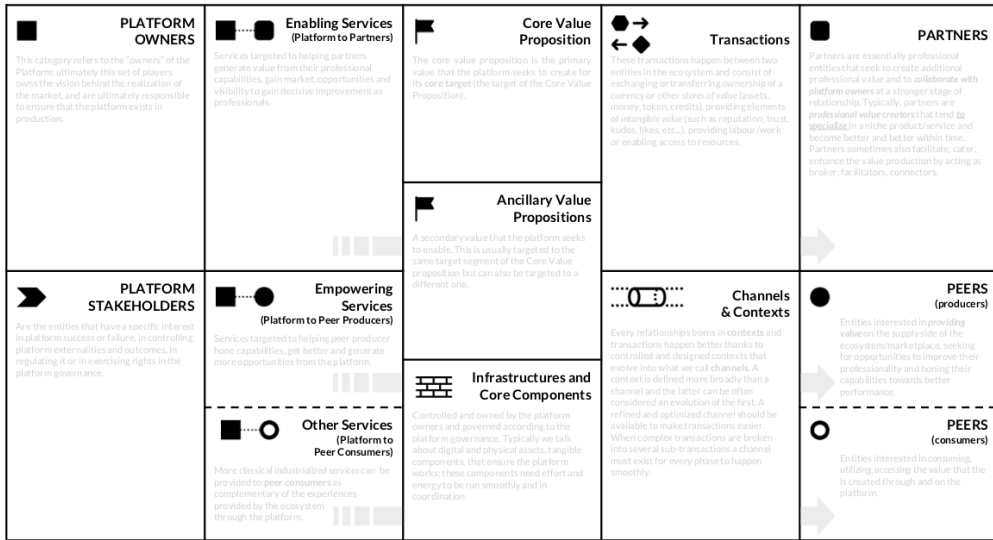 PLATFORM
OWNERS
This category refers to the "owners" of the
Platform: ultimately this set of players
owns the vision behind the realization of
the market, and are ultimately responsible
to ensure that the platform exists in
production.
Enabling Services
(Platform to Partners)
Services targeted to helping partners
generate value from their professional
capabilities, gain market, opportunities and
visibility to gain decisive improvement as
professionals.
Core Value
Proposition
The core value proposition is the primary
value that the platform seeks to create for
its core target (the target of the Core Value
Proposition).
Transactions
These transactions happen between two
entities in the ecosystem and consist of
exchanging or transferring ownership of a
currency or other stores of value (assets,
money, token, credits), providing elements
of intangible value (such as reputation, trust,
kudos, likes, etc...), providing labour/work
or enabling access to resources.
PARTNERS
Partners are essentially professional
entities that seek to create additional
professional value and to collaborate with
platform owners at a stronger stage of
relationship. Typically, partners are
professional value creators that tend to
specialize in a niche product/service and
become better and better within time.
Partners sometimes also facilitate, cater,
enhance the value production by acting as
broker, facilitators, connectors.
Ancillary Value
Propositions
A secondary value that the platform seeks
to enable. This is usually targeted to the
same target segment of the Core Value
proposition but can also be targeted to a
different one.
PLATFORM
STAKEHOLDERS
Are the entities that have a specific interest
in platform success or failure, in controlling
platform externalities and outcomes, in
regulating it or in exercising rights in the
platform governance.
Empowering
Services
(Platform to Peer Producers)
Services targeted to helping peer producer
hone capabilities, get better and generate
more opportunities from the platform.
Other Services
(Platform to
Peer Consumers)
More classical industrialized services can be
provided to peer consumers as
complementary of the experiences
provided by the ecosystem
through the platform.
Infrastructures and
Core Components
Controlled and owned by the platform
owners and governed according to the
platform governance. Typically we talk
about digital and physical assets, tangible
components, that ensure the platform
works: these components need effort and
energy to be run smoothly and in
coordination.
Channels
& Contexts
Every relationships borns in contexts and
transactions happen better thanks to
controlled and designed contexts that
evolve into what we call channels. A
context is defined more broadly than a
channel and the latter can be often
considered an evolution of the first. A
refined and optimized channel should be
available to make transactions easier.
When complex transactions are broken
into several sub-transactions a channel
must exist for every phase to happen
smoothly.
PEERS
(producers)
Entities Interested in providing
value on the supply side of the
ecosystem/marketplace, seeking
for opportunities to improve their
professionality and honing their
capabilities towards better
performance.
PEERS
(consumers)
Entities interested in consuming,
utilizing, accessing the value that the
is created through and on the
platform.